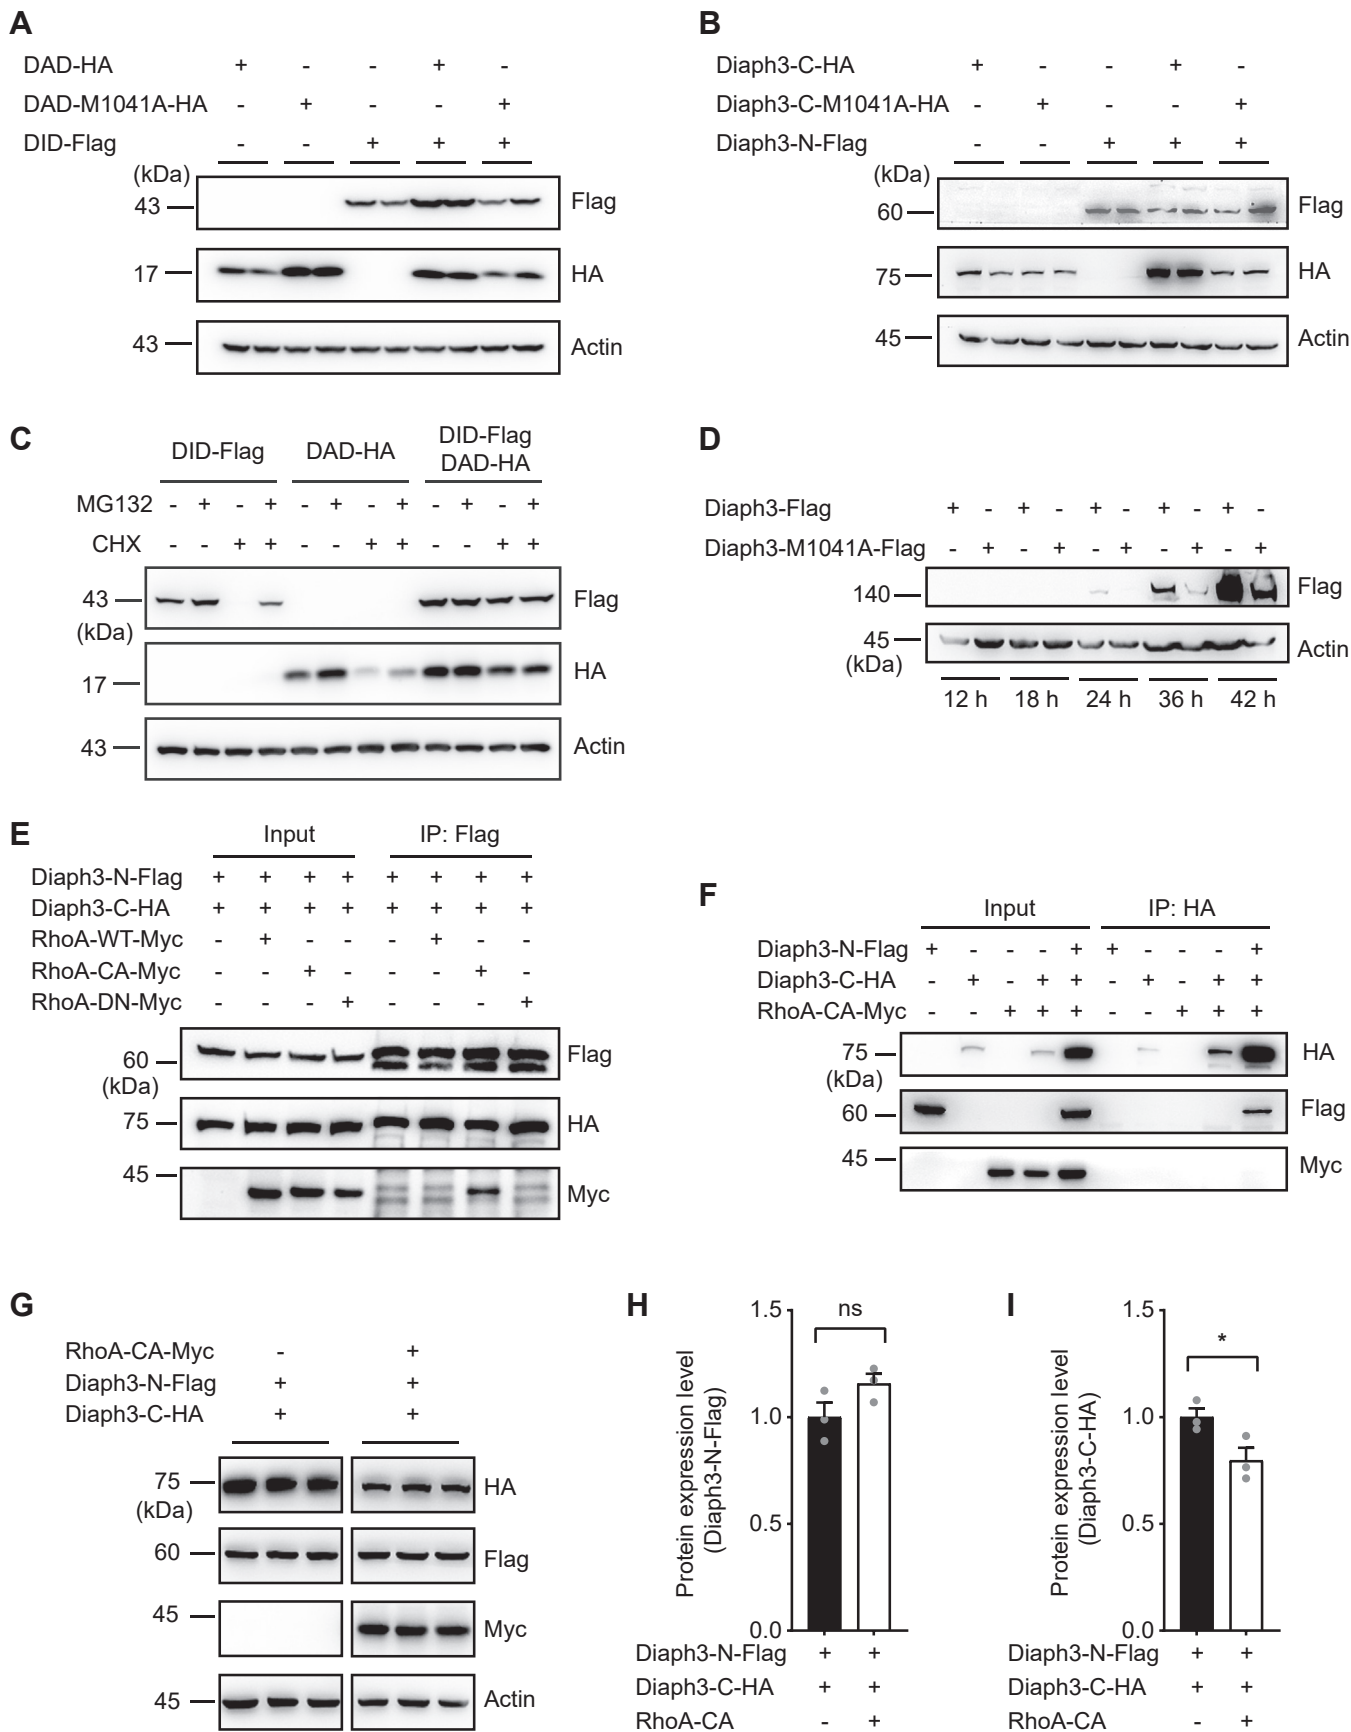 A
DAD-HA + - - + -
DAD-M1041A-HA - + - - +
DID-Flag - - + + +
(kDa)
43 Flag
17 HA
43 Actin
B
Diaph3-C-HA + - - + -
Diaph3-C-M1041A-HA - + - - +
Diaph3-N-Flag - - + + +
(kDa)
60 Flag
75 HA
45 Actin
C
DID-Flag DAD-HA DID-Flag
DAD-HA
MG132 - + - + - + - + - + - +
CHX - - + + - - + + - - + +
43 Flag
(kDa)
17 HA
43 Actin
D
Diaph3-Flag + - + - + - + - + -
Diaph3-M1041A-Flag - + - + - + - + - +
140 Flag
45 Actin
(kDa)
12 h 18 h 24 h 36 h 42 h
E
Input IP: Flag
Diaph3-N-Flag + + + + + + + +
Diaph3-C-HA + + + + + + + +
RhoA-WT-Myc - + - - - + - -
RhoA-CA-Myc - - + - - - + -
RhoA-DN-Myc - - - + - - - +
60 Flag
(kDa)
75 HA
45 Myc
F
Input IP: HA
Diaph3-N-Flag + - - - + + - - - +
Diaph3-C-HA - + - + + - + - + +
RhoA-CA-Myc - - + + + - - + + +
75 HA
(kDa)
60 Flag
45 Myc
G
RhoA-CA-Myc - +
Diaph3-N-Flag + +
Diaph3-C-HA + +
75 HA
(kDa)
60 Flag
45 Myc
45 Actin
H
Protein expression level
(Diaph3-N-Flag)
1.5
1.0
0.5
0.0
ns
Diaph3-N-Flag + +
Diaph3-C-HA + +
RhoA-CA - +
I
Protein expression level
(Diaph3-C-HA)
1.5
1.0
0.5
0.0
*
Diaph3-N-Flag + +
Diaph3-C-HA + +
RhoA-CA - +